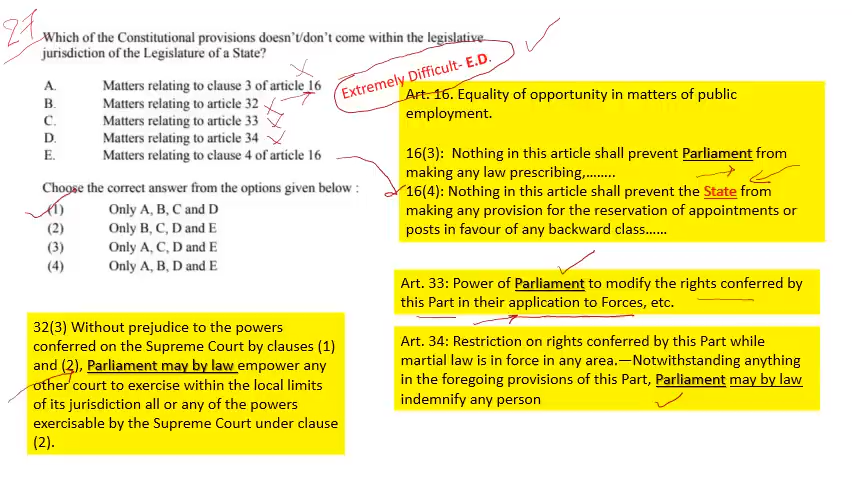 27
Which of the Constitutional provisions doesn't/don't come within the legislative
jurisdiction of the Legislature of a State?
A. Matters relating to clause 3 of article 16
B. Matters relating to article 32
C. Matters relating to article 33
D. Matters relating to article 34
E. Matters relating to clause 4 of article 16
Choose the correct answer from the options given below :
(1) Only A, B, C and D
(2) Only B, C, D and E
(3) Only A, C, D and E
(4) Only A, B, D and E
Extremely Difficult- E.D.
Art. 16. Equality of opportunity in matters of public
employment.
16(3): Nothing in this article shall prevent Parliament from
making any law prescribing,……..
16(4): Nothing in this article shall prevent the State from
making any provision for the reservation of appointments or
posts in favour of any backward class……
Art. 33: Power of Parliament to modify the rights conferred by
this Part in their application to Forces, etc.
Art. 34: Restriction on rights conferred by this Part while
martial law is in force in any area.—Notwithstanding anything
in the foregoing provisions of this Part, Parliament may by law
indemnify any person
32(3) Without prejudice to the powers
conferred on the Supreme Court by clauses (1)
and (2), Parliament may by law empower any
other court to exercise within the local limits
of its jurisdiction all or any of the powers
exercisable by the Supreme Court under clause
(2).